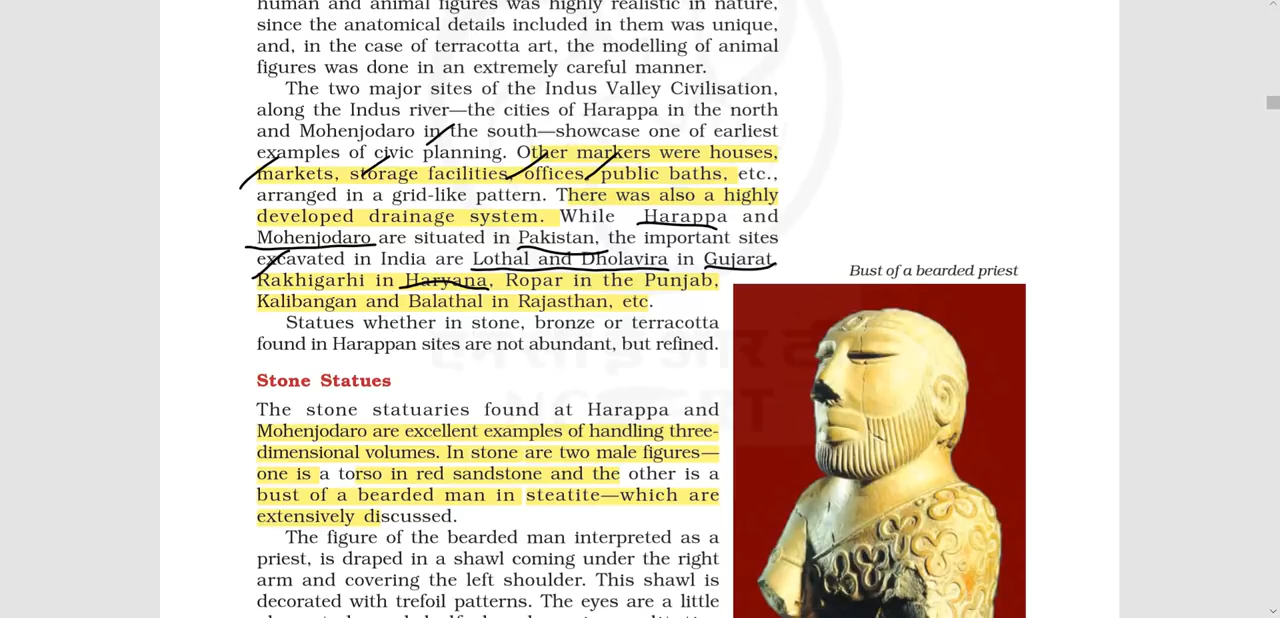 human and animal figures was highly realistic in nature,
since the anatomical details included in them was unique,
and, in the case of terracotta art, the modelling of animal
figures was done in an extremely careful manner.
The two major sites of the Indus Valley Civilisation,
along the Indus river—the cities of Harappa in the north
and Mohenjodaro in the south—showcase one of earliest
examples of civic planning. Other markers were houses,
markets, storage facilities, offices, public baths, etc.,
arranged in a grid-like pattern. There was also a highly
developed drainage system. While Harappa and
Mohenjodaro are situated in Pakistan, the important sites
excavated in India are Lothal and Dholavira in Gujarat,
Rakhigarhi in Haryana, Ropar in the Punjab,
Kalibangan and Balathal in Rajasthan, etc.
Statues whether in stone, bronze or terracotta
found in Harappan sites are not abundant, but refined.
Bust of a bearded priest
Stone Statues
The stone statuaries found at Harappa and
Mohenjodaro are excellent examples of handling three-
dimensional volumes. In stone are two male figures—
one is a torso in red sandstone and the other is a
bust of a bearded man in steatite—which are
extensively discussed.
The figure of the bearded man interpreted as a
priest, is draped in a shawl coming under the right
arm and covering the left shoulder. This shawl is
decorated with trefoil patterns. The eyes are a little